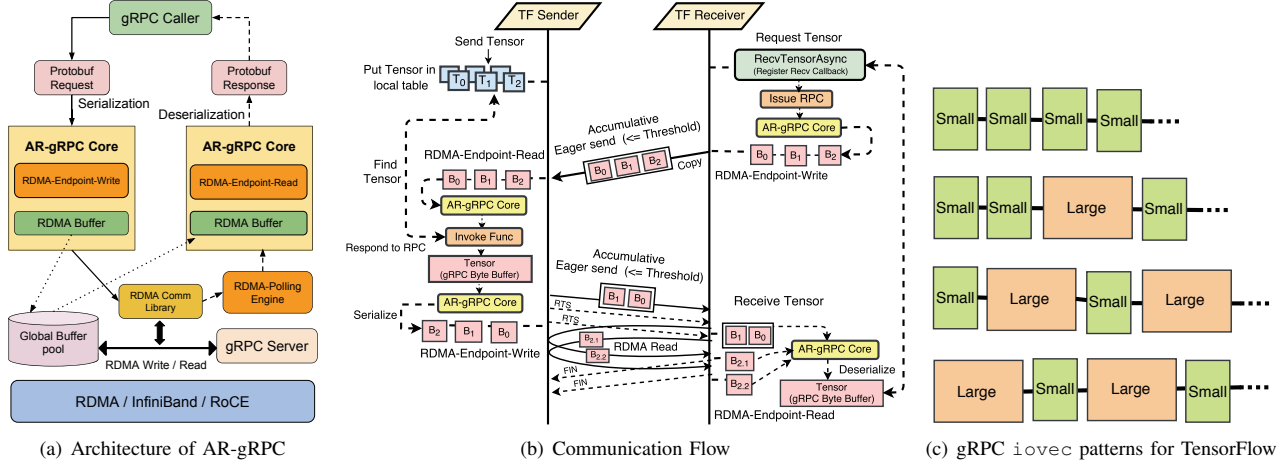 gRPC Caller
Protobuf
Request
Protobuf
Response
Serialization
Deserialization
AR-gRPC Core
RDMA-Endpoint-Write
RDMA Buffer
AR-gRPC Core
RDMA-Endpoint-Read
RDMA Buffer
RDMA Comm
Library
RDMA-Polling
Engine
Global Buffer
pool
RDMA Write / Read
gRPC Server
RDMA / InfiniBand / RoCE
(a) Architecture of AR-gRPC
TF Sender
TF Receiver
Send Tensor
Put Tensor in
local table
T0 T1 T2
Request Tensor
RecvTensorAsync
(Register Recv Callback)
Issue RPC
AR-gRPC Core
B0 B1 B2
RDMA-Endpoint-Write
Accumulative
Eager send (<= Threshold)
B0 B1 B2
Copy
Find
Tensor
RDMA-Endpoint-Read
B0 B1 B2
AR-gRPC Core
Invoke Func
Respond to RPC
Tensor
(gRPC Byte Buffer)
AR-gRPC Core
Serialize
B2 B1 B0
RDMA-Endpoint-Write
Accumulative
Eager send (<= Threshold)
B1 B0
RTS
RTS
B2.1
B2.2
RDMA Read
FIN
FIN
Receive Tensor
B1 B0
B2.1
B2.2
AR-gRPC Core
Deserialize
Tensor
(gRPC Byte Buffer)
RDMA-Endpoint-Read
(b) Communication Flow
Small Small Small Small
Small Small Large Small
Small Large Small Large
Large Small Large Small
(c) gRPC iovec patterns for TensorFlow